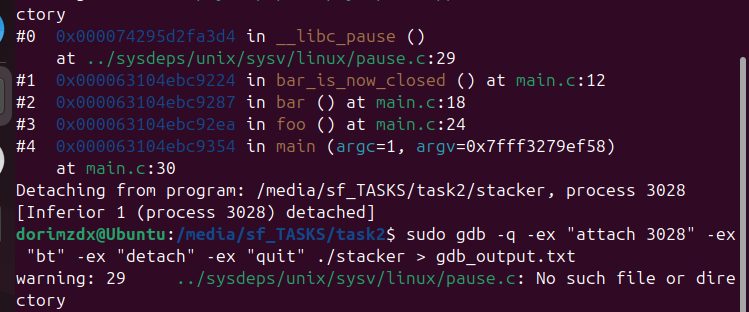 ctory
#0  0x000074295d2fa3d4 in __libc_pause ()
    at ../sysdeps/unix/sysv/linux/pause.c:29
#1  0x000063104ebc9224 in bar_is_now_closed () at main.c:12
#2  0x000063104ebc9287 in bar () at main.c:18
#3  0x000063104ebc92ea in foo () at main.c:24
#4  0x000063104ebc9354 in main (argc=1, argv=0x7fff3279ef58)
    at main.c:30
Detaching from program: /media/sf_TASKS/task2/stacker, process 3028
[Inferior 1 (process 3028) detached]
dorimzdx@Ubuntu:/media/sf_TASKS/task2$ sudo gdb -q -ex "attach 3028" -ex
 "bt" -ex "detach" -ex "quit" ./stacker > gdb_output.txt
warning: 29     ../sysdeps/unix/sysv/linux/pause.c: No such file or dire
ctory